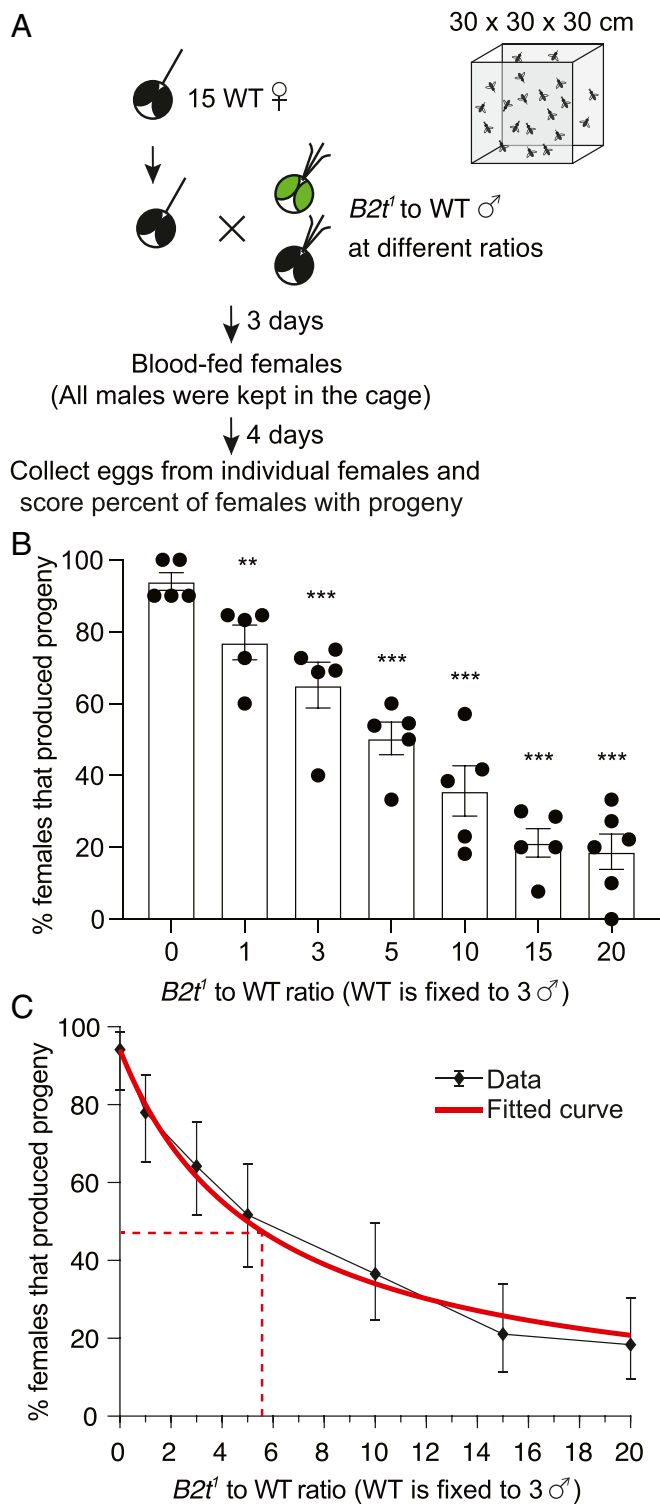 A
30 x 30 x 30 cm
15 WT ♀
B2t¹ to WT ♂
at different ratios
3 days
Blood-fed females
(All males were kept in the cage)
4 days
Collect eggs from individual females and
score percent of females with progeny
B
% females that produced progeny
100
80
60
40
20
0
**
***
***
***
***
***
0 1 3 5 10 15 20
B2t¹ to WT ratio (WT is fixed to 3 ♂)
C
% females that produced progeny
100
80
60
40
20
0
Data
Fitted curve
0 2 4 6 8 10 12 14 16 18 20
B2t¹ to WT ratio (WT is fixed to 3 ♂)